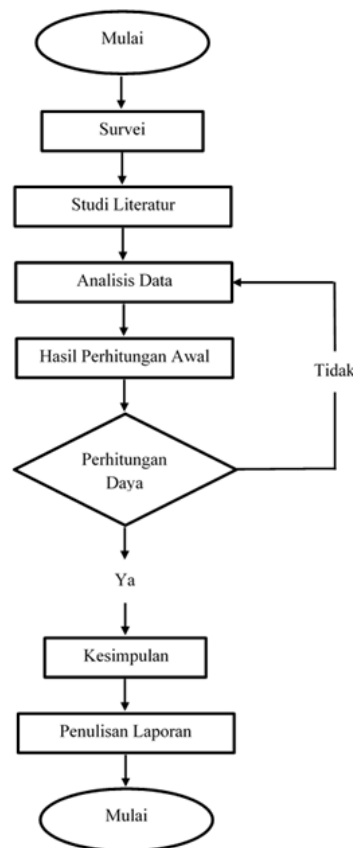 Mulai
Survei
Studi Literatur
Analisis Data
Hasil Perhitungan Awal
Tidak
Perhitungan
Daya
Ya
Kesimpulan
Penulisan Laporan
Mulai